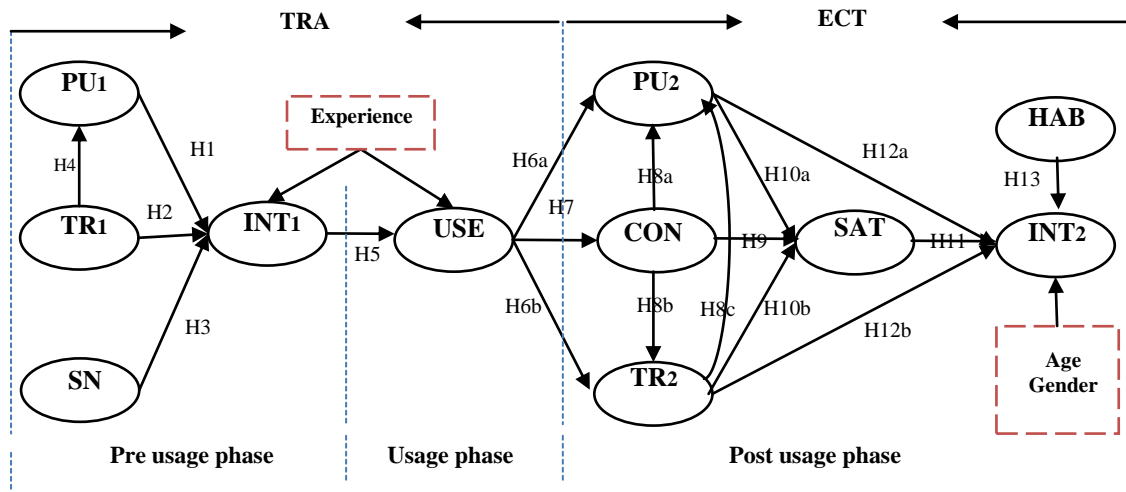 TRA
ECT
PU1
PU2
HAB
Experience
H1
H4
H6a
H8a
H10a
H12a
H13
TR1
H2
INT1
H5
USE
H7
CON
H9
SAT
H11
INT2
H3
H6b
H8b
H8c
H10b
H12b
SN
TR2
Age
Gender
Pre usage phase
Usage phase
Post usage phase